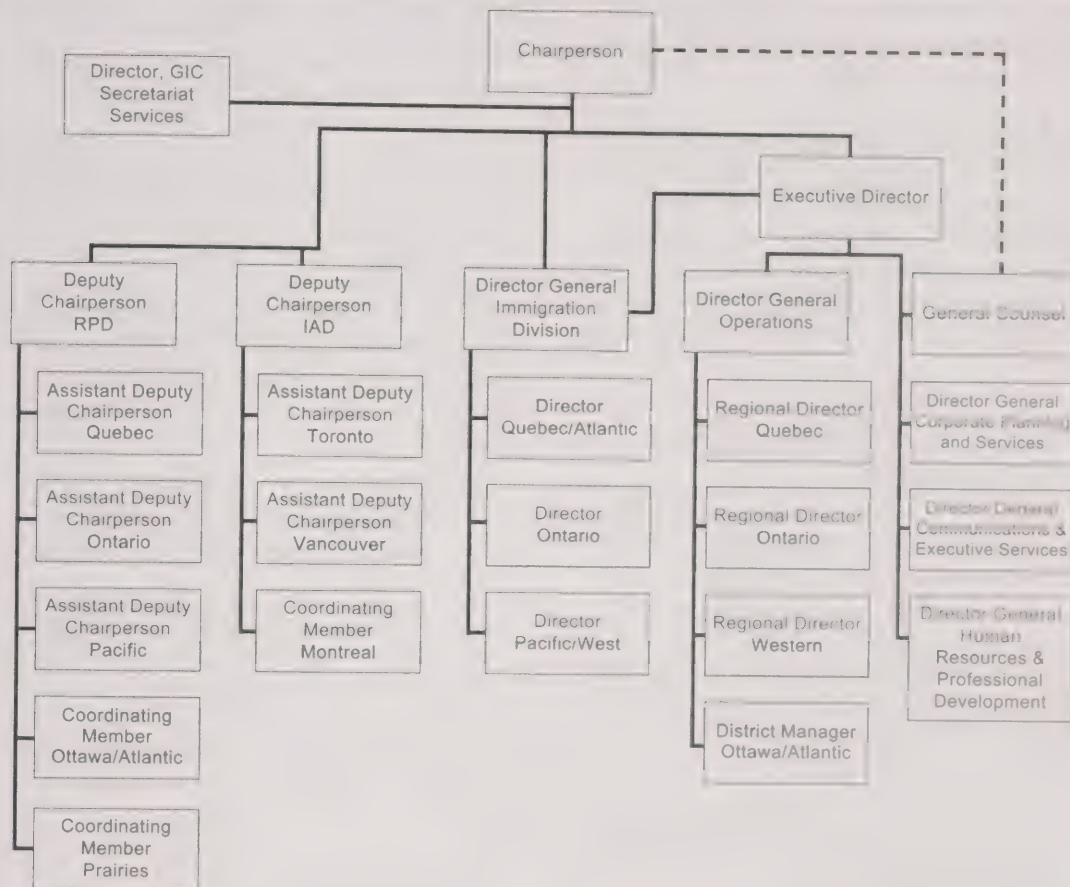 Chairperson
Director, GIC
Secretariat
Services
Executive Director
Deputy
Chairperson
RPD
Deputy
Chairperson
IAD
Director General
Immigration
Division
Director General
Operations
General Counsel
Assistant Deputy
Chairperson
Quebec
Assistant Deputy
Chairperson
Toronto
Director
Quebec/Atlantic
Regional Director
Quebec
Director General
Corporate Planning
and Services
Assistant Deputy
Chairperson
Ontario
Assistant Deputy
Chairperson
Vancouver
Director
Ontario
Regional Director
Ontario
Director General
Communications &
Executive Services
Assistant Deputy
Chairperson
Pacific
Coordinating
Member
Montreal
Director
Pacific/West
Regional Director
Western
Director General
Human
Resources &
Professional
Development
Coordinating
Member
Ottawa/Atlantic
District Manager
Ottawa/Atlantic
Coordinating
Member
Prairies